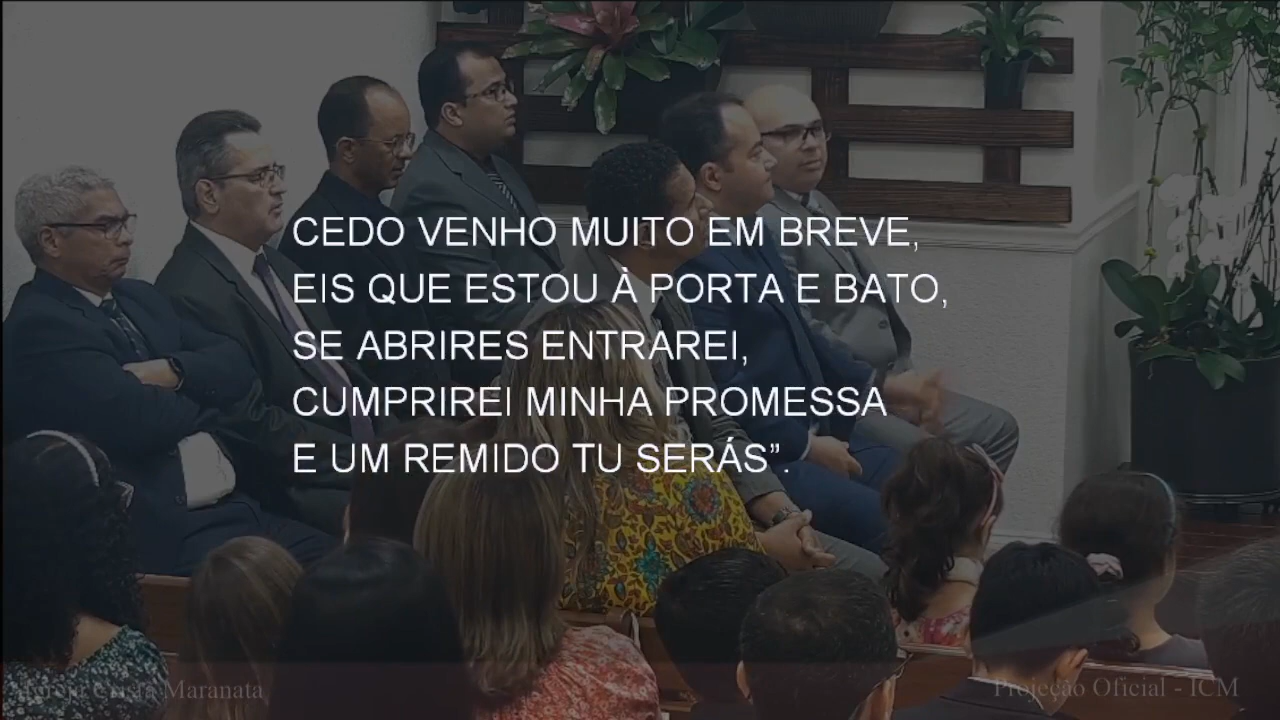 CEDO VENHO MUITO EM BREVE,
EIS QUE ESTOU À PORTA E BATO,
SE ABRIRES ENTRAREI,
CUMPRIREI MINHA PROMESSA
E UM REMIDO TU SERÁS”.
Igreja Cristã Maranata
Projeção Oficial - ICM